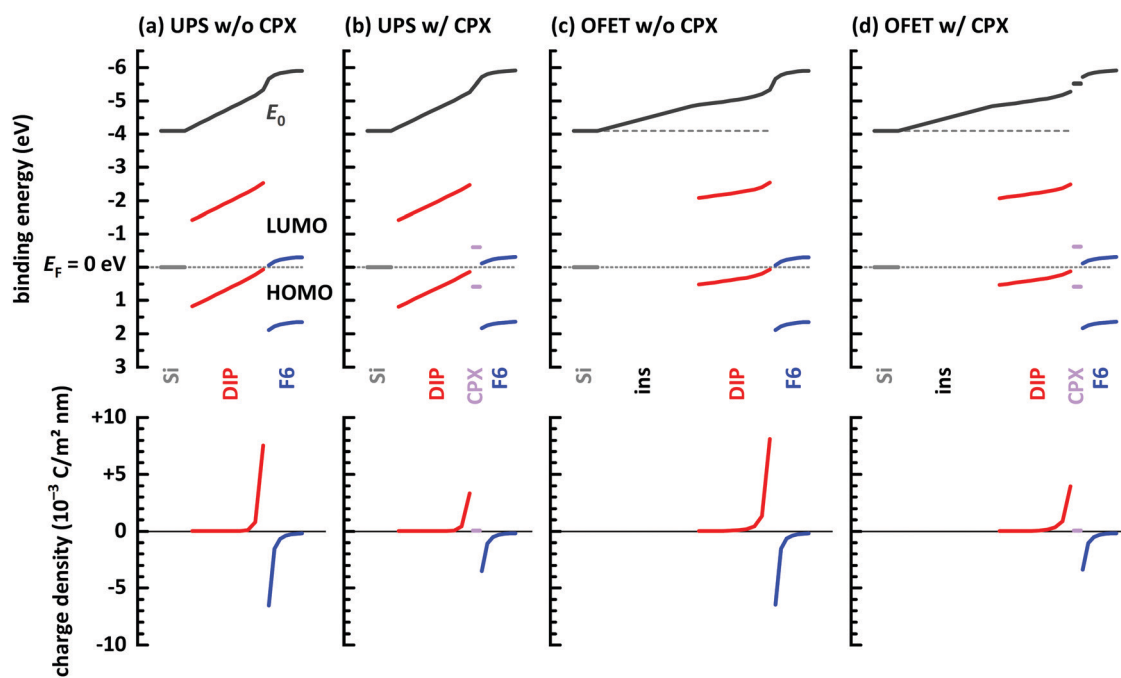 (a) UPS w/o CPX (b) UPS w/ CPX (c) OFET w/o CPX (d) OFET w/ CPX
binding energy (eV)
-6
-5
-4
-3
-2
-1
E_F = 0 eV
1
2
3
E₀
LUMO
HOMO
Si DIP F6
Si DIP CPX F6
Si ins DIP F6
Si ins DIP CPX F6
charge density (10⁻³ C/m² nm)
+10
+5
0
-5
-10